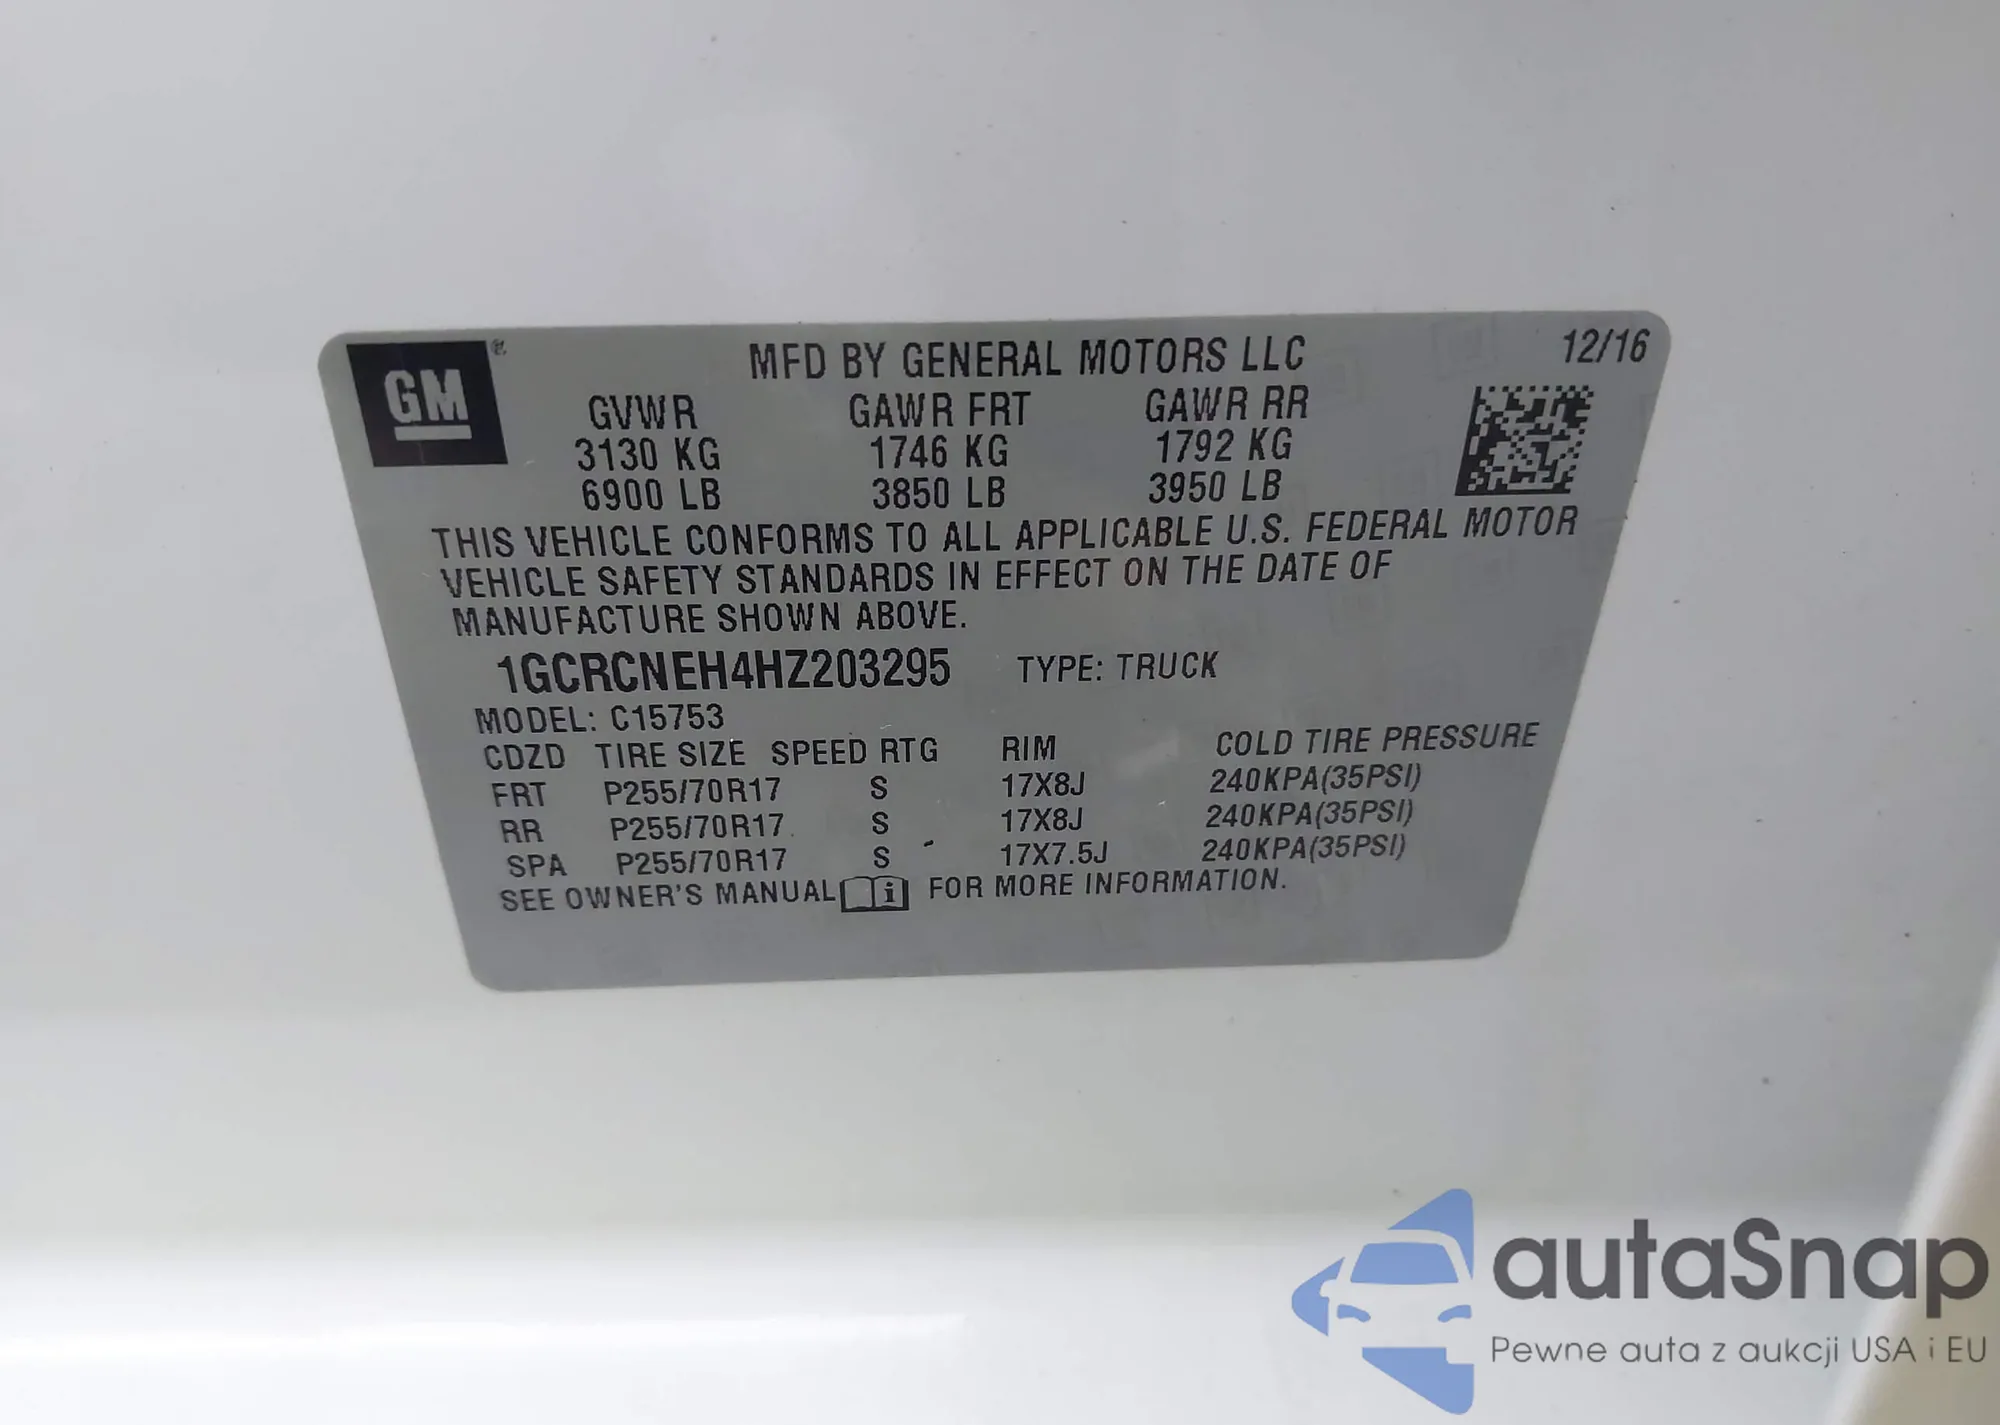 GM
MFD BY GENERAL MOTORS LLC 12/16
GVWR GAWR FRT GAWR RR
3130 KG 1746 KG 1792 KG
6900 LB 3850 LB 3950 LB
THIS VEHICLE CONFORMS TO ALL APPLICABLE U.S. FEDERAL MOTOR
VEHICLE SAFETY STANDARDS IN EFFECT ON THE DATE OF
MANUFACTURE SHOWN ABOVE.
1GCRCNEH4HZ203295 TYPE: TRUCK
MODEL: C15753
CDZD TIRE SIZE SPEED RTG RIM COLD TIRE PRESSURE
FRT P255/70R17 S 17X8J 240KPA(35PSI)
RR P255/70R17 S 17X8J 240KPA(35PSI)
SPA P255/70R17 S 17X7.5J 240KPA(35PSI)
SEE OWNER'S MANUAL i FOR MORE INFORMATION.
autaSnap
Pewne auta z aukcji USA i EU